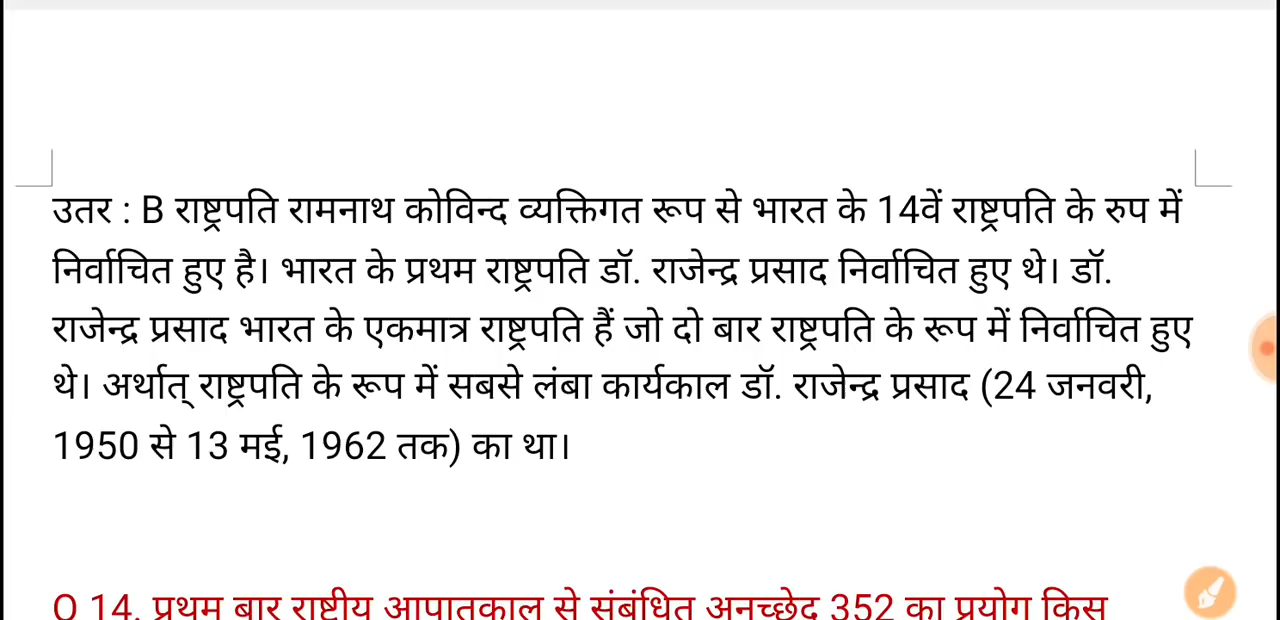 उतर : B राष्ट्रपति रामनाथ कोविन्द व्यक्तिगत रूप से भारत के 14वें राष्ट्रपति के रुप में
निर्वाचित हुए है। भारत के प्रथम राष्ट्रपति डॉ. राजेन्द्र प्रसाद निर्वाचित हुए थे। डॉ.
राजेन्द्र प्रसाद भारत के एकमात्र राष्ट्रपति हैं जो दो बार राष्ट्रपति के रूप में निर्वाचित हुए
थे। अर्थात् राष्ट्रपति के रूप में सबसे लंबा कार्यकाल डॉ. राजेन्द्र प्रसाद (24 जनवरी,
1950 से 13 मई, 1962 तक) का था।
Q 14. प्रथम बार राष्ट्रीय आपातकाल से संबंधित अनुच्छेद 352 का प्रयोग किस